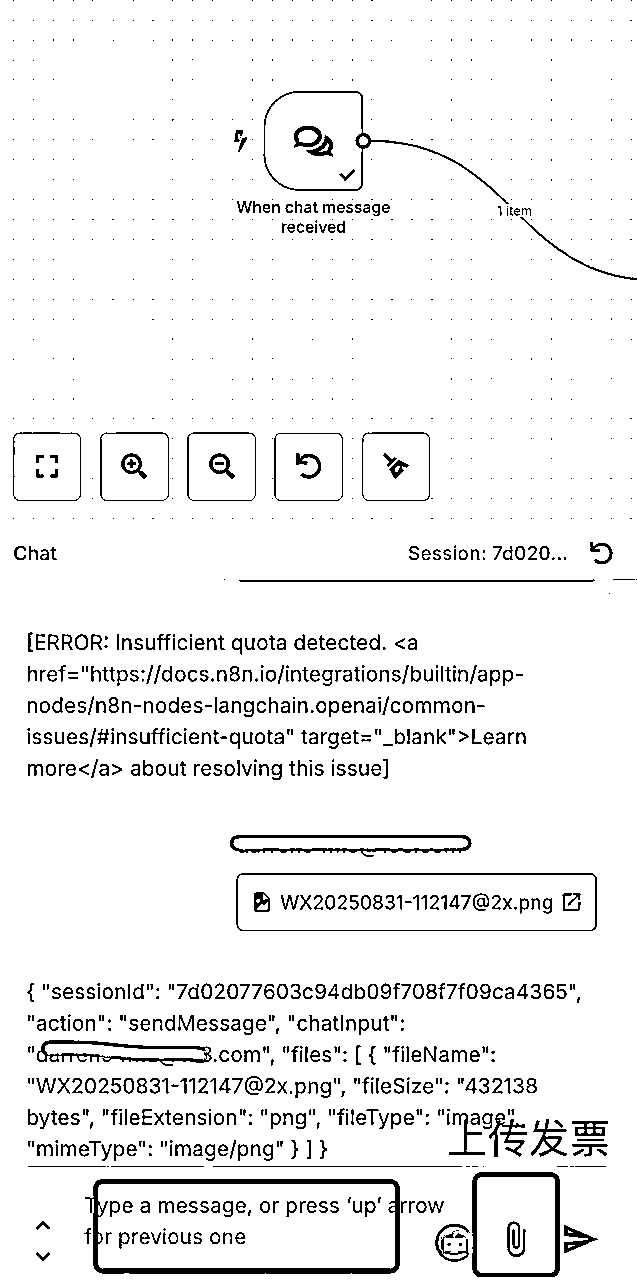 When chat message
received
1 item
Chat
Session: 7d020...
[ERROR: Insufficient quota detected. <a
href="https://docs.n8n.io/integrations/builtin/app-
nodes/n8n-nodes-langchain.openai/common-
issues/#insufficient-quota" target="_blank">Learn
more</a> about resolving this issue]
WX20250831-112147@2x.png
{ "sessionId": "7d02077603c94db09f708f7f09ca4365",
"action": "sendMessage", "chatInput":
.com", "files": [ { "fileName":
"WX20250831-112147@2x.png", "fileSize": "432138
bytes", "fileExtension": "png", "fileType": "image",
"mimeType": "image/png" } ] }
上传发票
Type a message, or press ‘up’ arrow
for previous one